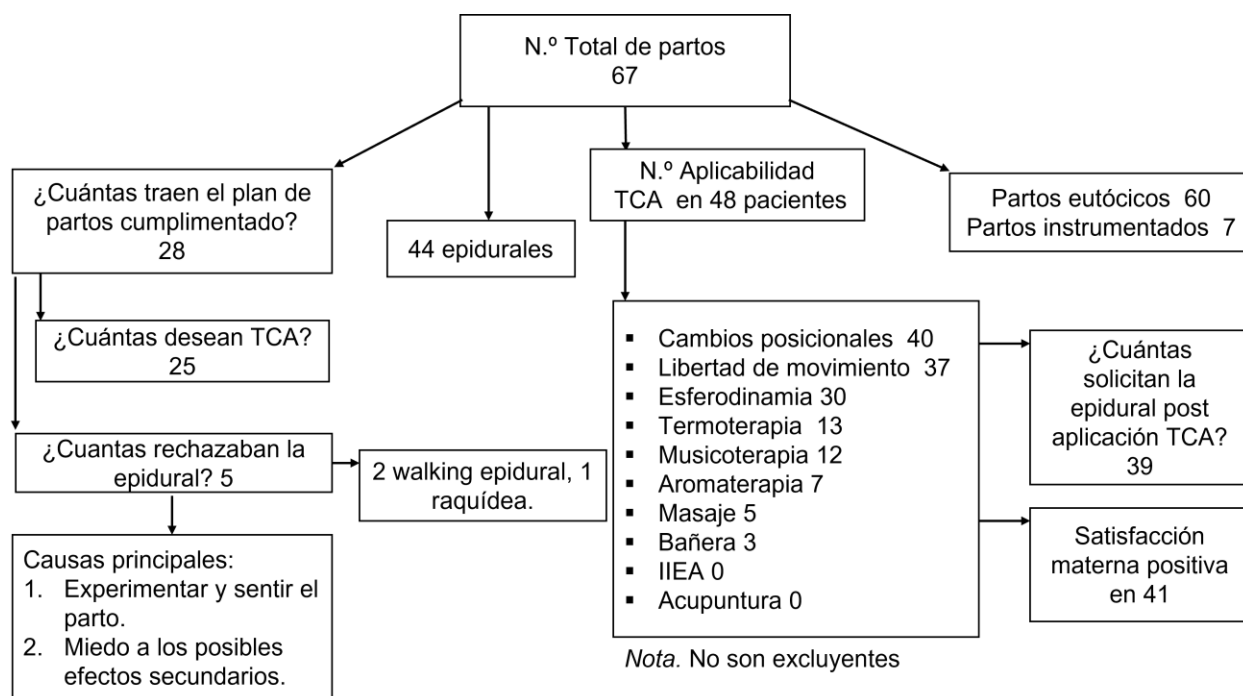 N.º Total de partos
67
¿Cuántas traen el plan de
partos cumplimentado?
28
44 epidurales
N.º Aplicabilidad
TCA en 48 pacientes
Partos eutócicos 60
Partos instrumentados 7
¿Cuántas desean TCA?
25
¿Cuantas rechazaban la
epidural? 5
2 walking epidural, 1
raquídea.
Causas principales:
1. Experimentar y sentir el
parto.
2. Miedo a los posibles
efectos secundarios.
▪ Cambios posicionales 40
▪ Libertad de movimiento 37
▪ Esferodinamia 30
▪ Termoterapia 13
▪ Musicoterapia 12
▪ Aromaterapia 7
▪ Masaje 5
▪ Bañera 3
▪ IIEA 0
▪ Acupuntura 0
Nota. No son excluyentes
¿Cuántas
solicitan la
epidural post
aplicación TCA?
39
Satisfacción
materna positiva
en 41